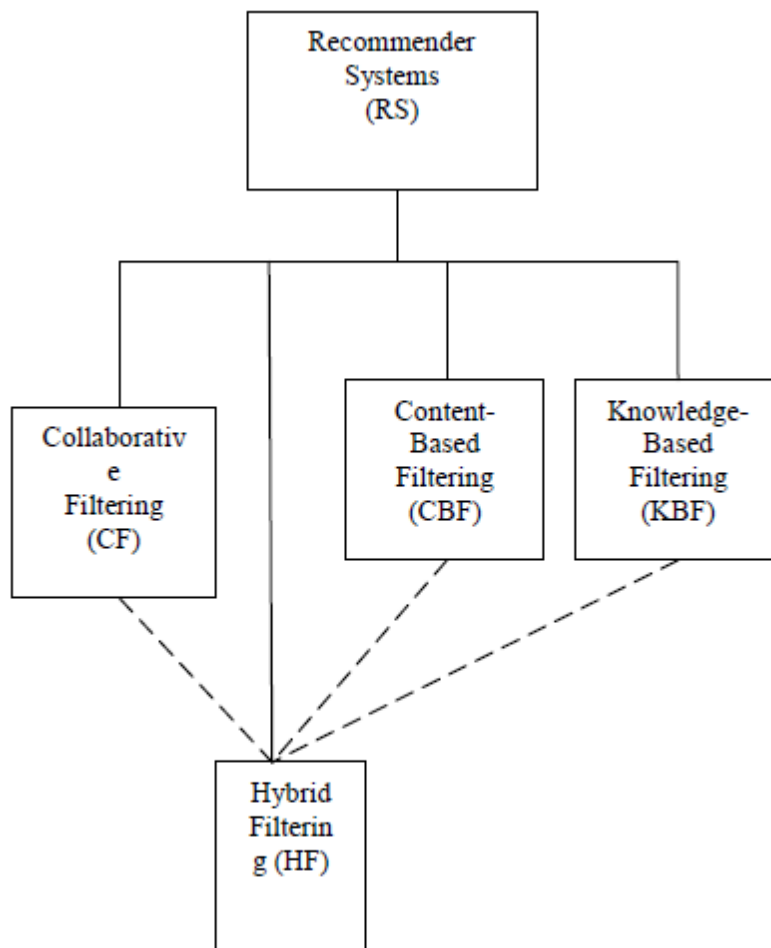 Recommender
Systems
(RS)
Collaborativ
e
Filtering
(CF)
Content-
Based
Filtering
(CBF)
Knowledge-
Based
Filtering
(KBF)
Hybrid
Filterin
g (HF)